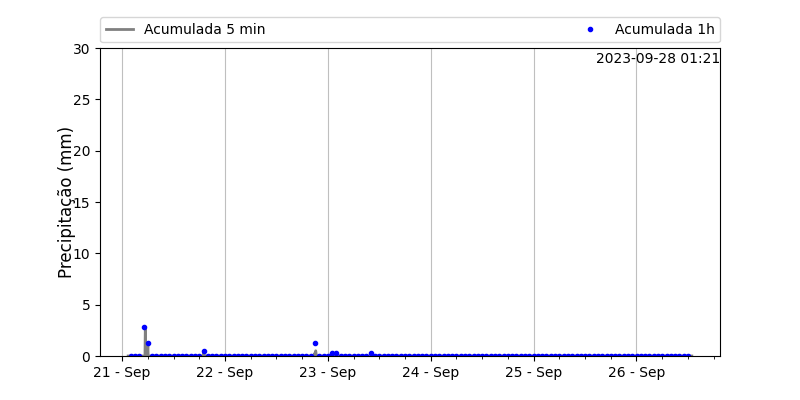 Acumulada 5 min
Acumulada 1h
2023-09-28 01:21
Precipitação (mm)
30
25
20
15
10
5
0
21 - Sep
22 - Sep
23 - Sep
24 - Sep
25 - Sep
26 - Sep